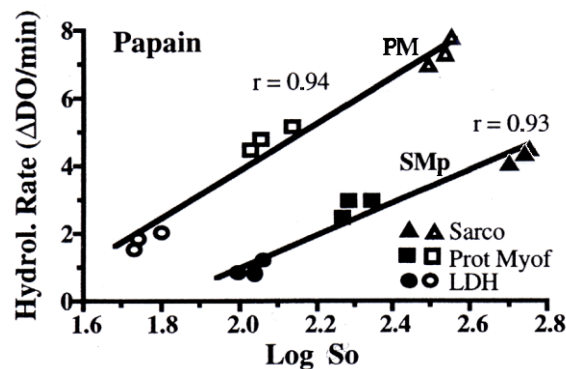 Papain
PM
r = 0.94
r = 0.93
SMp
Sarco
Prot Myof
LDH
Hydrol. Rate (ΔDO/min)
8
6
4
2
0
1.6 1.8 2.0 2.2 2.4 2.6 2.8
Log So